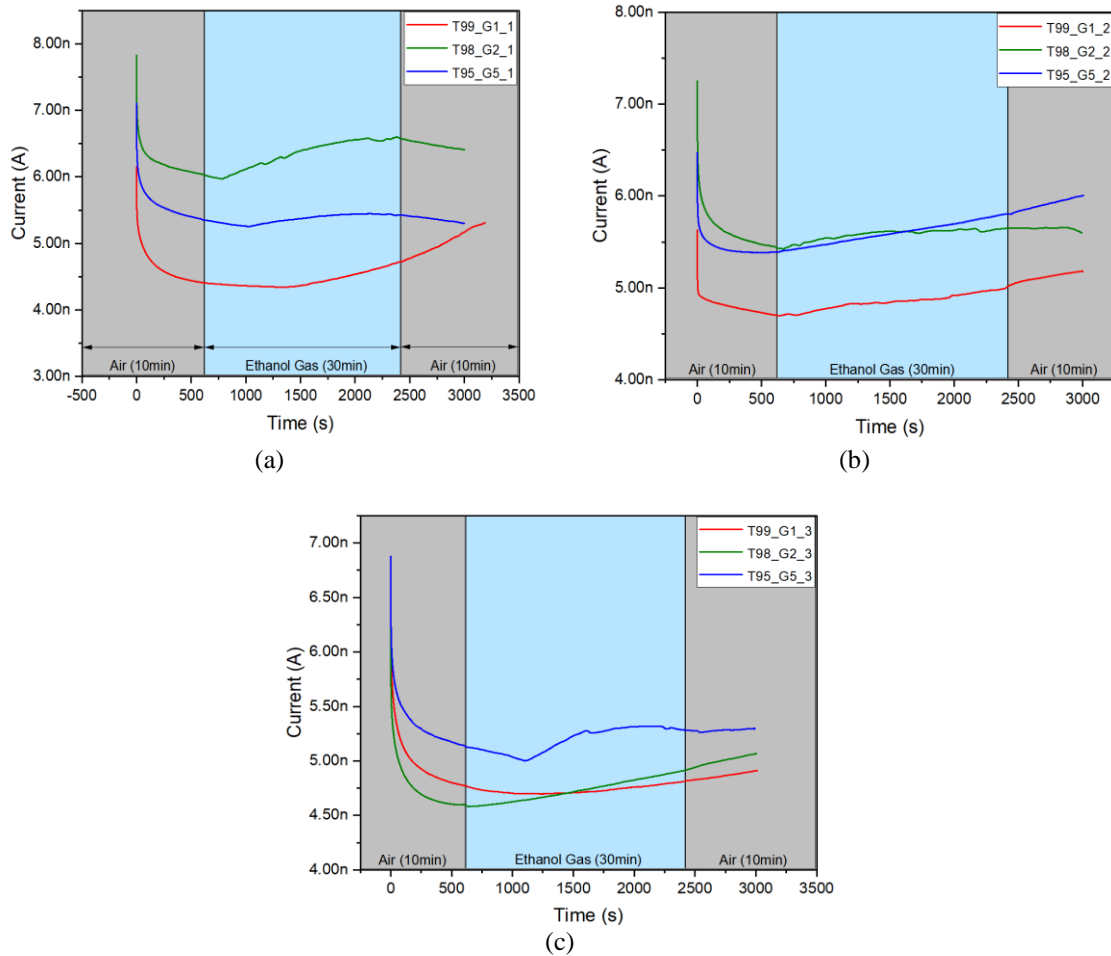 8.00n
7.00n
6.00n
5.00n
4.00n
3.00n
Current (A)
T99_G1_1
T98_G2_1
T95_G5_1
Air (10min)
Ethanol Gas (30min)
Air (10min)
-500 0 500 1000 1500 2000 2500 3000 3500
Time (s)
(a)
8.00n
7.00n
6.00n
5.00n
4.00n
Current (A)
T99_G1_2
T98_G2_2
T95_G5_2
Air (10min)
Ethanol Gas (30min)
Air (10min)
0 500 1000 1500 2000 2500 3000
Time (s)
(b)
7.00n
6.50n
6.00n
5.50n
5.00n
4.50n
4.00n
Current (A)
T99_G1_3
T98_G2_3
T95_G5_3
Air (10min)
Ethanol Gas (30min)
Air (10min)
0 500 1000 1500 2000 2500 3000 3500
Time (s)
(c)